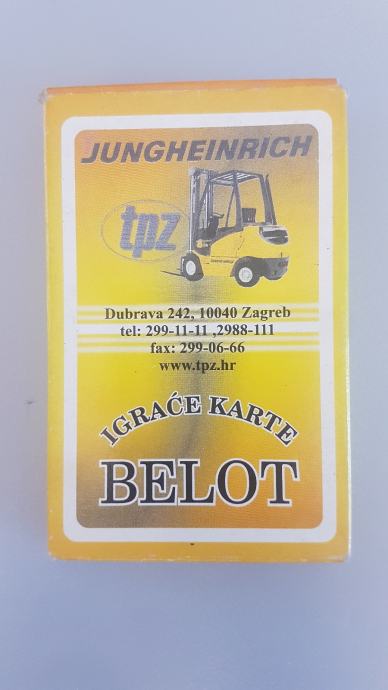 JUNGHEINRICH
tpz
Dubrava 242, 10040 Zagreb
tel: 299-11-11 ,2988-111
fax: 299-06-66
www.tpz.hr
IGRAĆE KARTE
BELOT